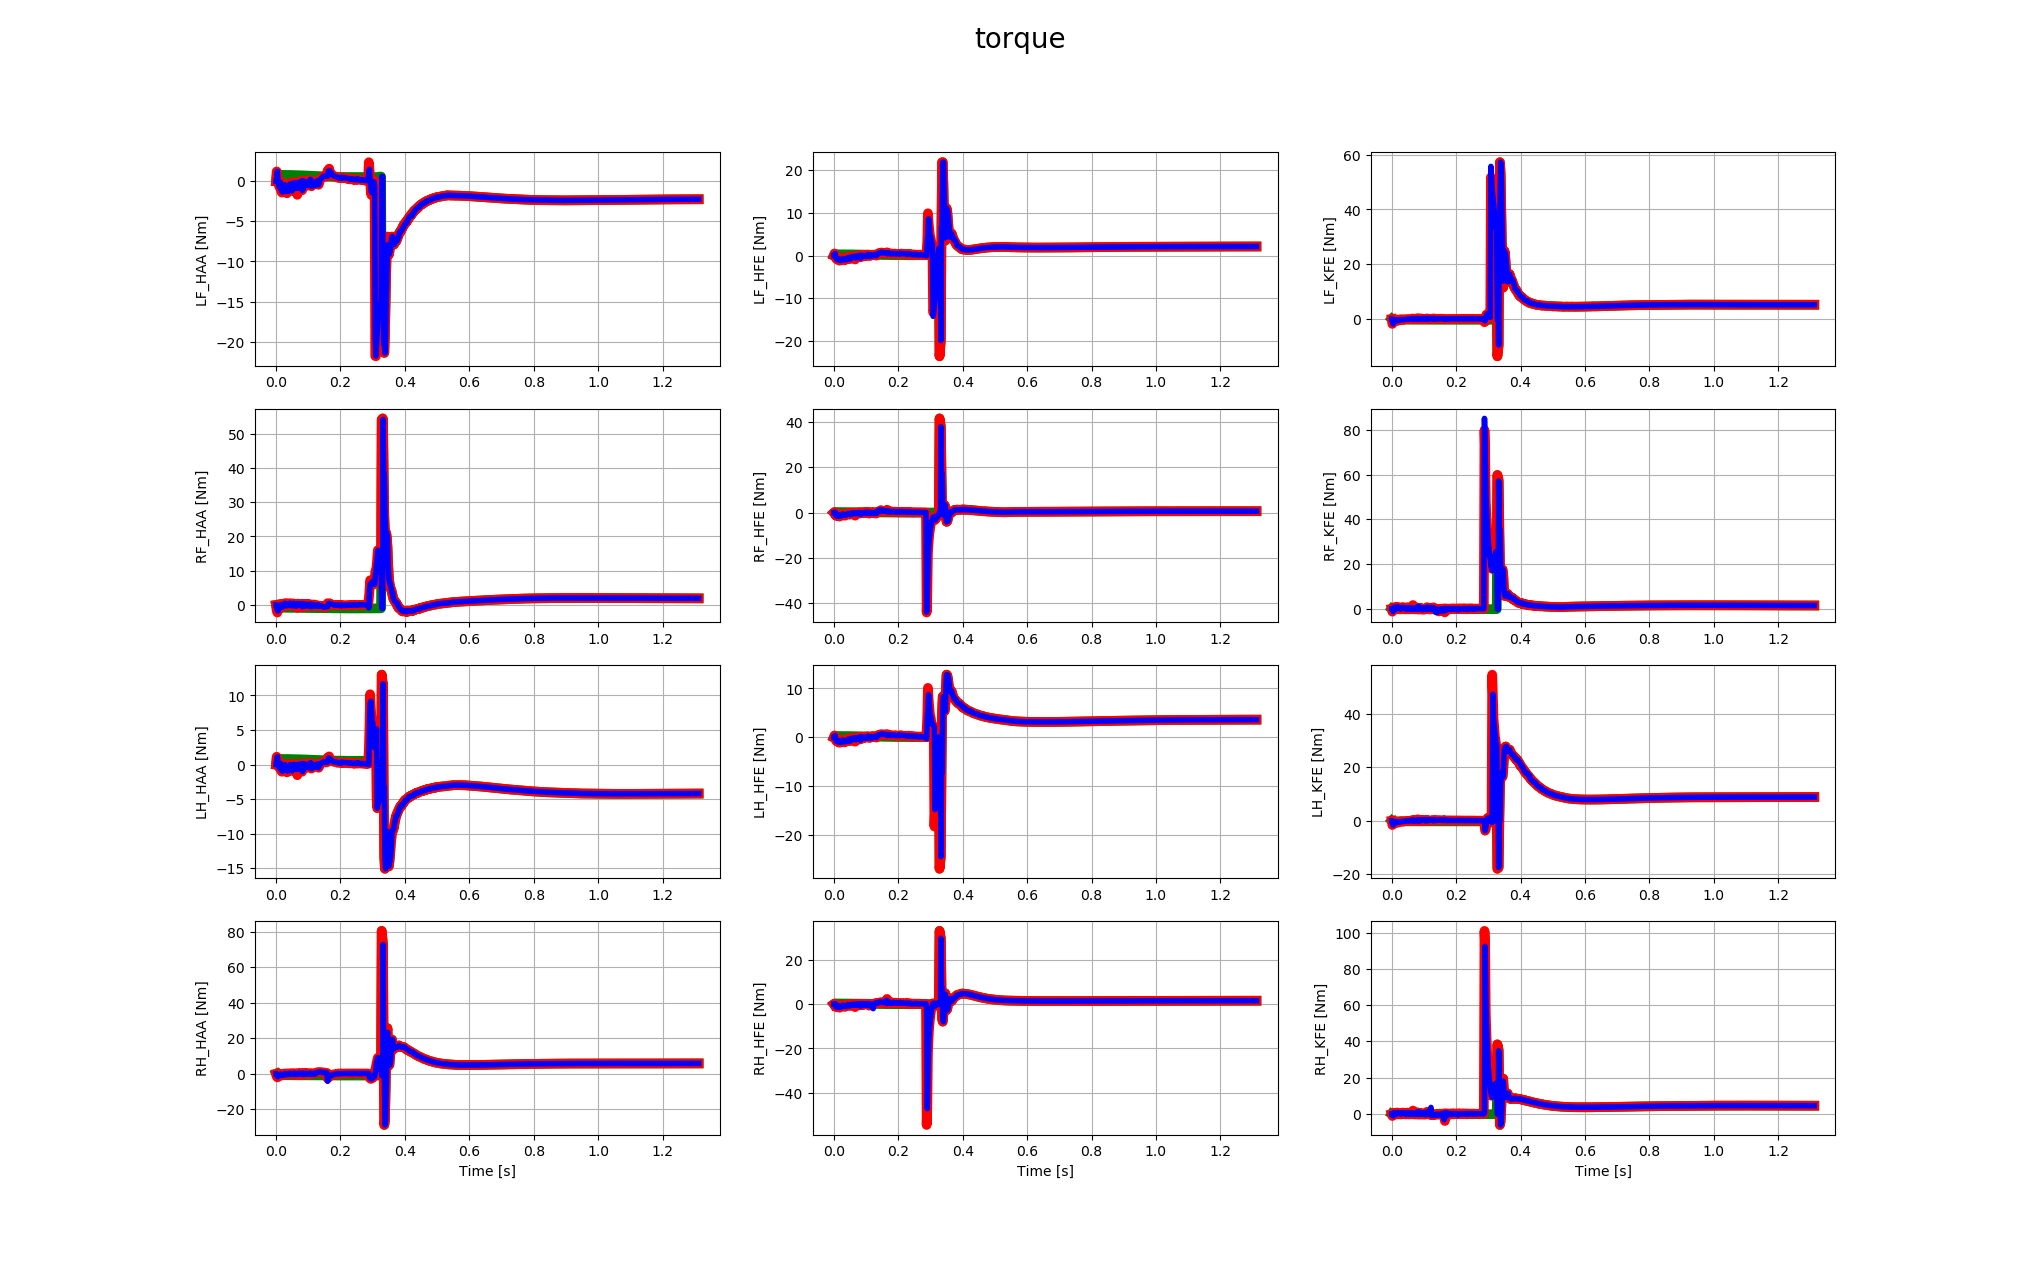 torque
LF_HAA [Nm]
0
−5
−10
−15
−20
0.0 0.2 0.4 0.6 0.8 1.0 1.2
LF_HFE [Nm]
20
10
0
−10
−20
0.0 0.2 0.4 0.6 0.8 1.0 1.2
LF_KFE [Nm]
60
40
20
0
0.0 0.2 0.4 0.6 0.8 1.0 1.2
RF_HAA [Nm]
50
40
30
20
10
0
0.0 0.2 0.4 0.6 0.8 1.0 1.2
RF_HFE [Nm]
40
20
0
−20
−40
0.0 0.2 0.4 0.6 0.8 1.0 1.2
RF_KFE [Nm]
80
60
40
20
0
0.0 0.2 0.4 0.6 0.8 1.0 1.2
LH_HAA [Nm]
10
5
0
−5
−10
−15
0.0 0.2 0.4 0.6 0.8 1.0 1.2
LH_HFE [Nm]
10
0
−10
−20
0.0 0.2 0.4 0.6 0.8 1.0 1.2
LH_KFE [Nm]
40
20
0
−20
0.0 0.2 0.4 0.6 0.8 1.0 1.2
RH_HAA [Nm]
80
60
40
20
0
−20
0.0 0.2 0.4 0.6 0.8 1.0 1.2
Time [s]
RH_HFE [Nm]
20
0
−20
−40
0.0 0.2 0.4 0.6 0.8 1.0 1.2
Time [s]
RH_KFE [Nm]
100
80
60
40
20
0
0.0 0.2 0.4 0.6 0.8 1.0 1.2
Time [s]